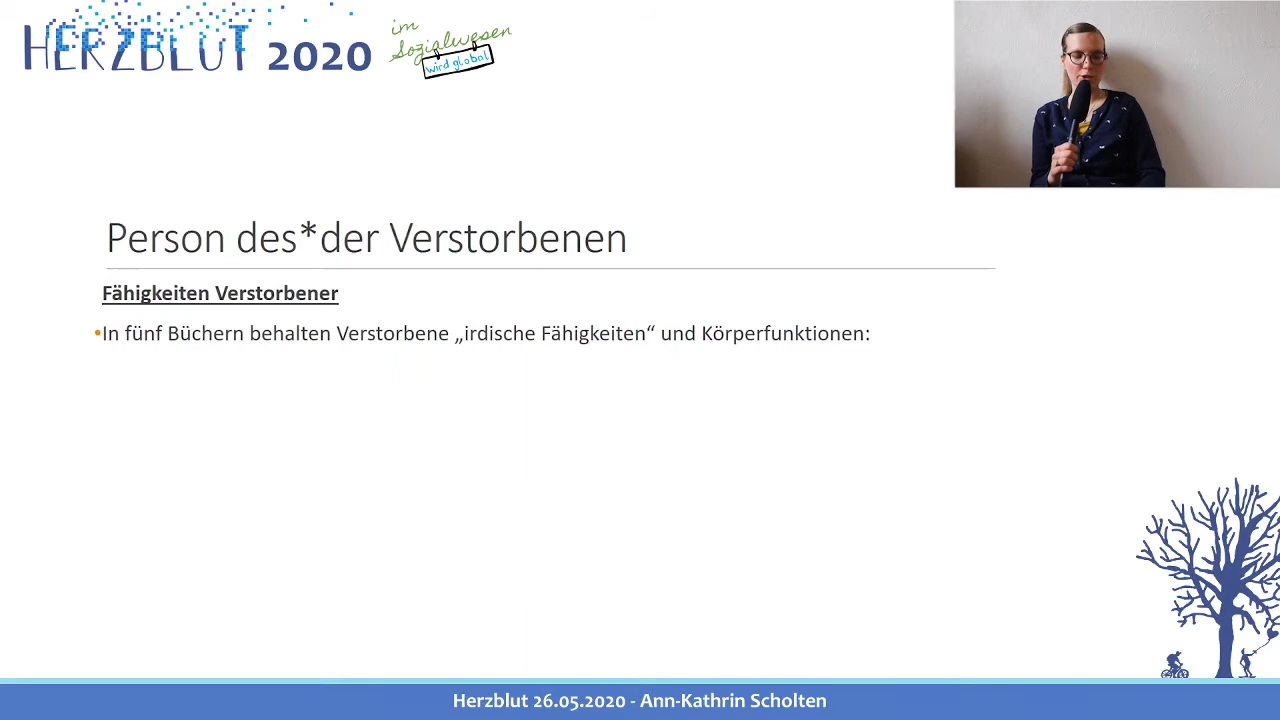 HERZBLUT 2020
im
Sozialwesen
wird global
Person des*der Verstorbenen
Fähigkeiten Verstorbener
•In fünf Büchern behalten Verstorbene „irdische Fähigkeiten“ und Körperfunktionen:
Herzblut 26.05.2020 - Ann-Kathrin Scholten